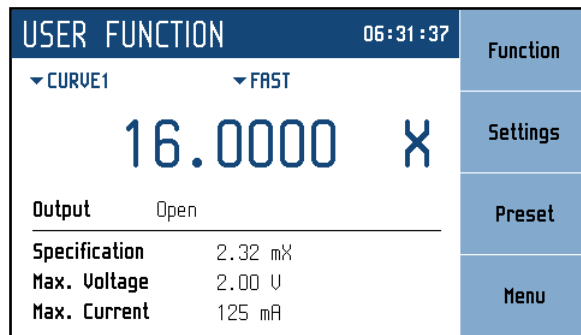 USER FUNCTION 06:31:37
CURVE1 FAST
16.0000 X
Output Open
Specification 2.32 mX
Max. Voltage 2.00 V
Max. Current 125 mA
Function
Settings
Preset
Menu